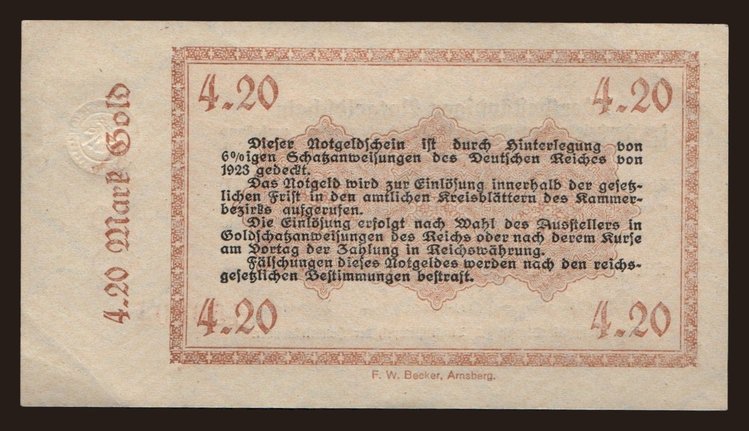 4.20 Mark Gold
4.20 4.20
Dieser Notgeldschein ist durch Hinterlegung von
6%igen Schatzanweisungen des Deutschen Reiches von
1923 gedeckt.
Das Notgeld wird zur Einlösung innerhalb der gesetz-
lichen Frist in den amtlichen Kreisblättern des Kammer-
bezirks aufgerufen.
Die Einlösung erfolgt nach Wahl des Ausstellers in
Goldschatzanweisungen des Reichs oder nach derem Kurse
am Vortag der Zahlung in Reichswährung.
Fälschungen dieses Notgeldes werden nach den reichs-
gesetzlichen Bestimmungen bestraft.
4.20 4.20
F. W. Becker, Arnsberg.